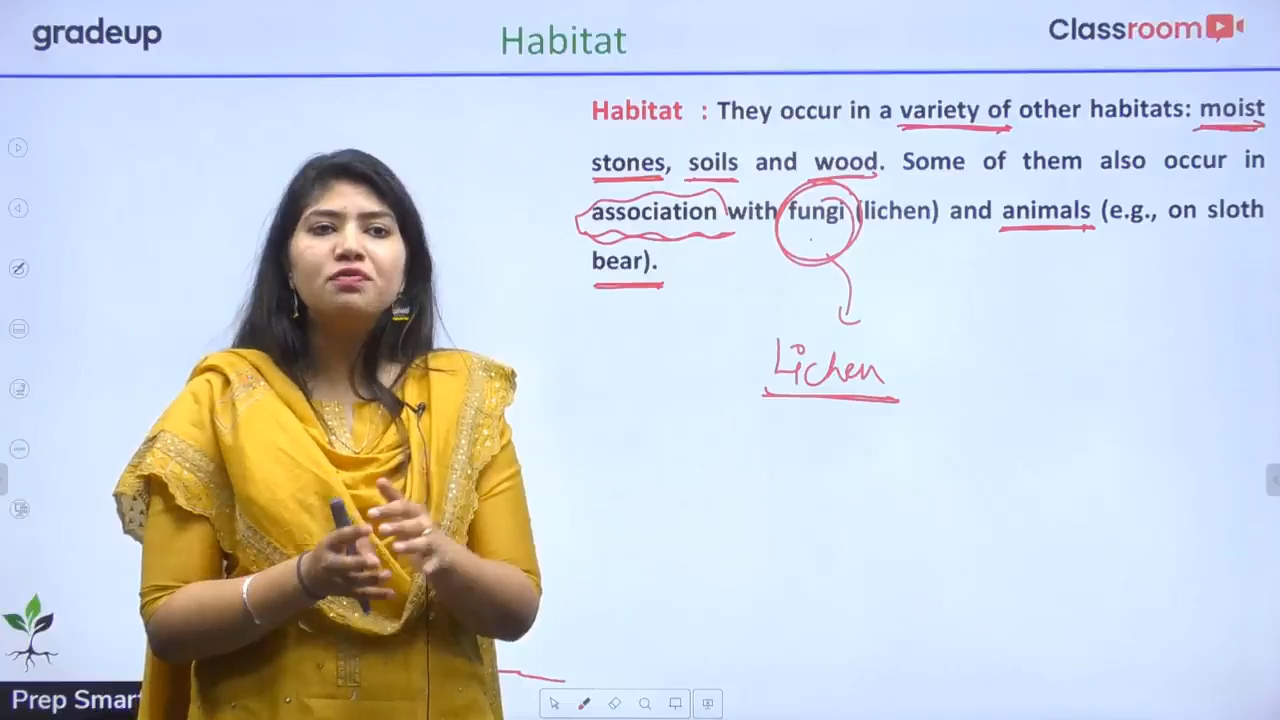 gradeup
Habitat
Classroom
Habitat : They occur in a variety of other habitats: moist
stones, soils and wood. Some of them also occur in
association with fungi (lichen) and animals (e.g., on sloth
bear).
Lichen
Prep Smar